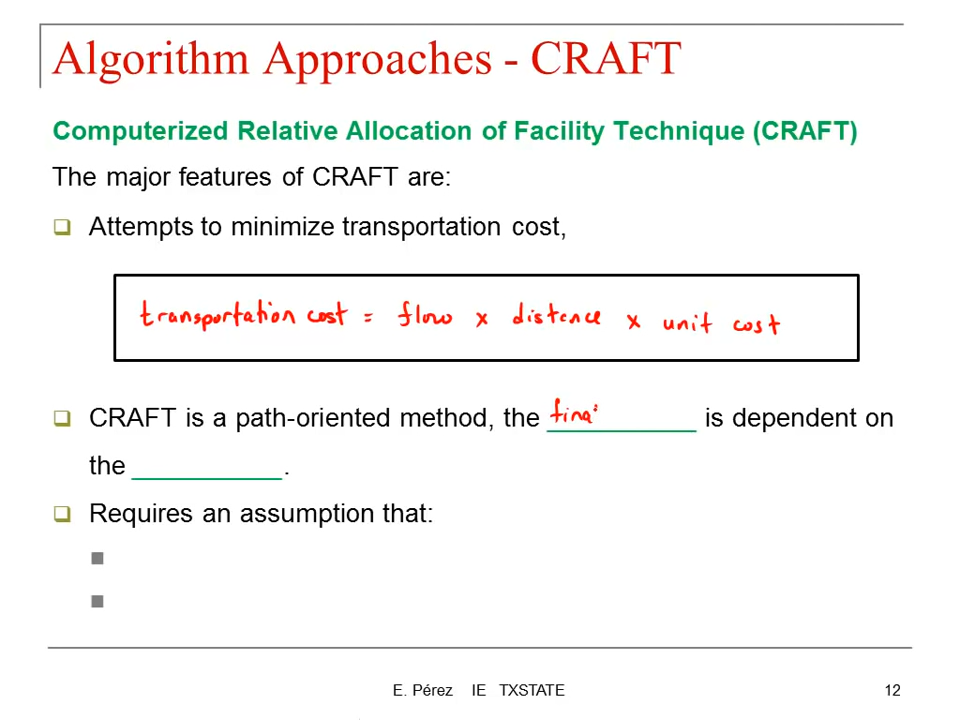 Algorithm Approaches - CRAFT
Computerized Relative Allocation of Facility Technique (CRAFT)
The major features of CRAFT are:
Attempts to minimize transportation cost,
transportation cost = flow x distance x unit cost
CRAFT is a path-oriented method, the fina is dependent on
the .
Requires an assumption that:
E. Pérez IE TXSTATE 12